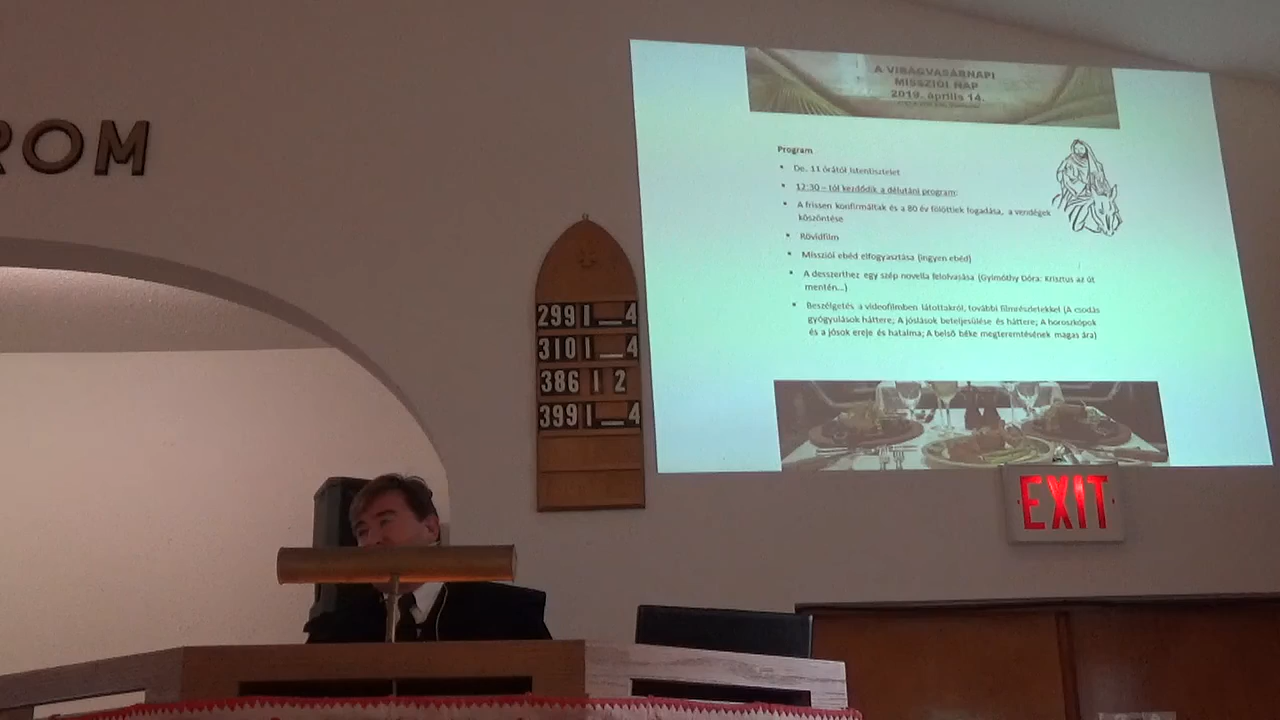 ROM
299 | _ 4
310 | _ 4
386 | 2
399 | _ 4
A VIRÁGVASÁRNAPI
MISSZIÓI NAP
2019. április 14.
Program
• De. 11 órától Istentisztelet
• 12:30 – tól kezdődik a délutáni program:
• A frissen konfirmáltak és a 80 év fölöttiek fogadása, a vendégek
köszöntése
• Rövidfilm
• Missziói ebéd elfogyasztása (ingyen ebéd)
• A desszerthez egy szép novella felolvasása (Gyimóthy Dóra: Krisztus az út
mentén...)
• Beszélgetés a videofilmben látottakról, további filmrészletekkel (A csodás
gyógyulások háttere; A jóslások beteljesülése és háttere; A horoszkópok
és a jósok ereje és hatalma; A belső béke megteremtésének magas ára)
EXIT